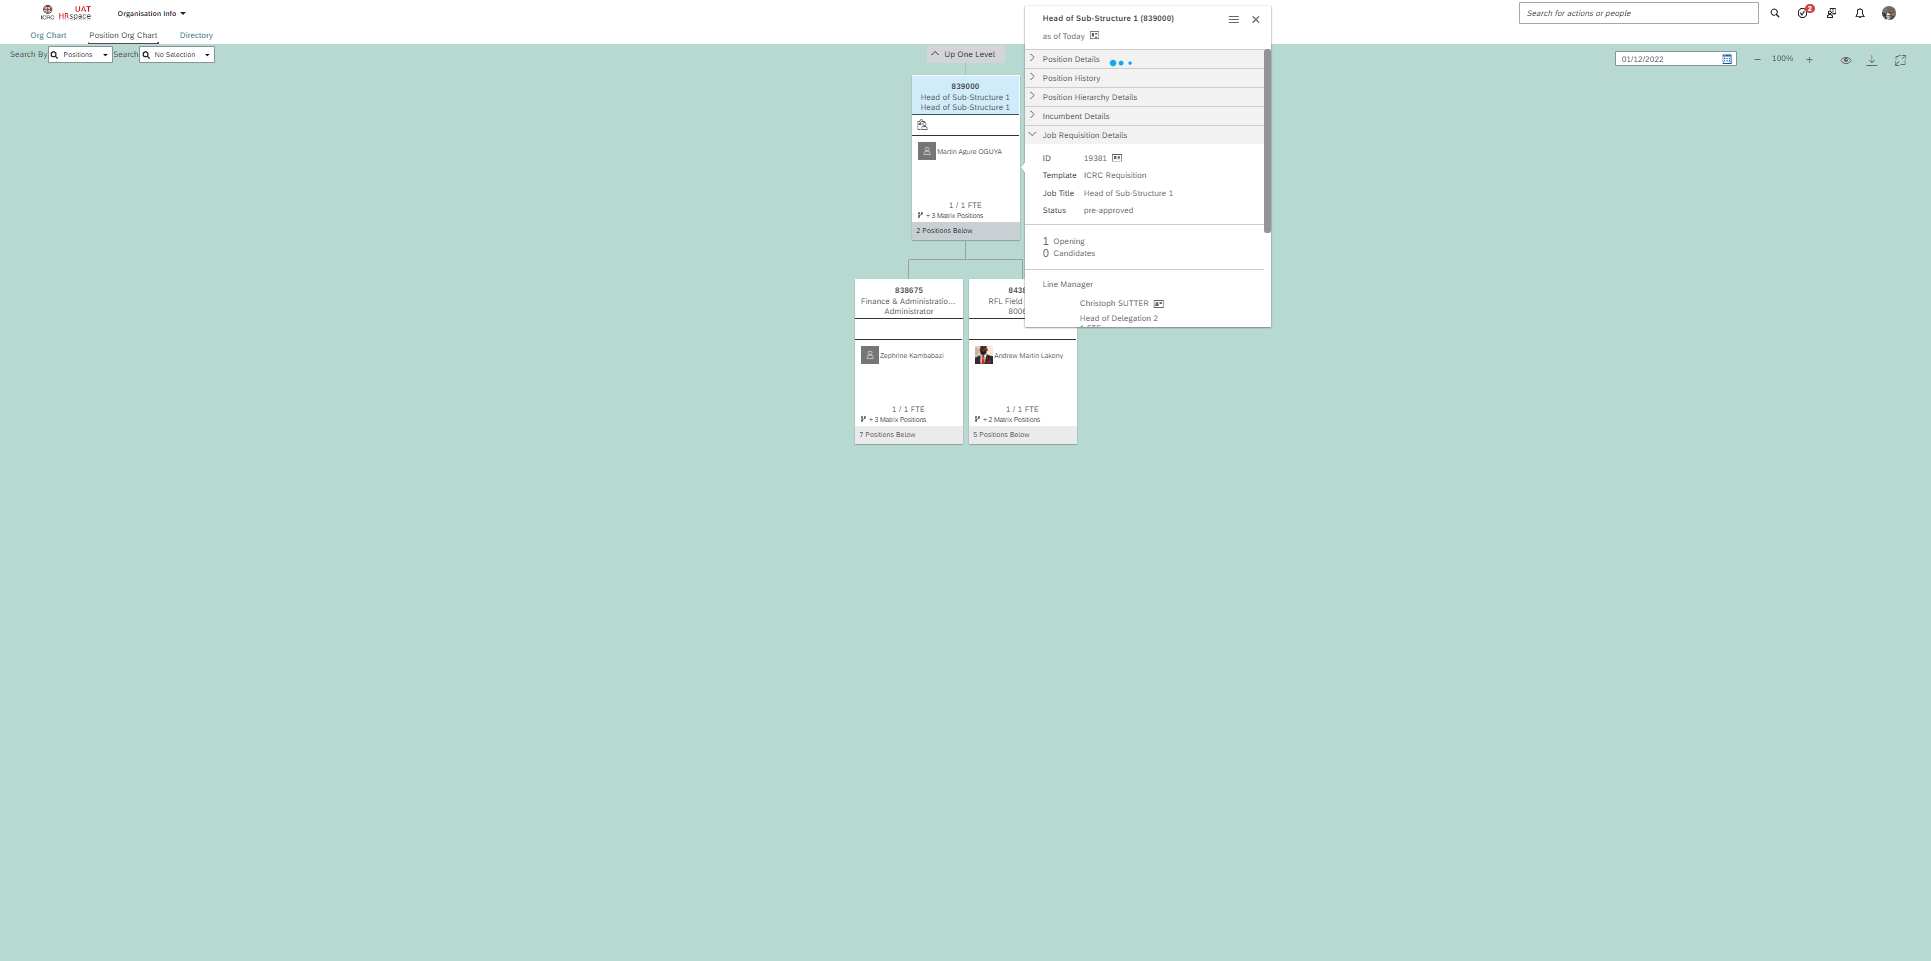 ICRC
UAT
HRspace
Organisation Info
Search for actions or people
2
Org Chart
Position Org Chart
Directory
Search By
Positions
Search
No Selection
Up One Level
01/12/2022
100%
839000
Head of Sub-Structure 1
Head of Sub-Structure 1
Martin Agure OGUYA
1 / 1 FTE
+ 3 Matrix Positions
2 Positions Below
838675
Finance & Administratio...
Administrator
Zephrine Kambabazi
1 / 1 FTE
+ 3 Matrix Positions
7 Positions Below
8438
RFL Field
8006
Andrew Martin Lakony
1 / 1 FTE
+ 2 Matrix Positions
5 Positions Below
Head of Sub-Structure 1 (839000)
as of Today
Position Details
Position History
Position Hierarchy Details
Incumbent Details
Job Requisition Details
ID 19381
Template ICRC Requisition
Job Title Head of Sub-Structure 1
Status pre-approved
1 Opening
0 Candidates
Line Manager
Christoph SUTTER
Head of Delegation 2
1 FTE